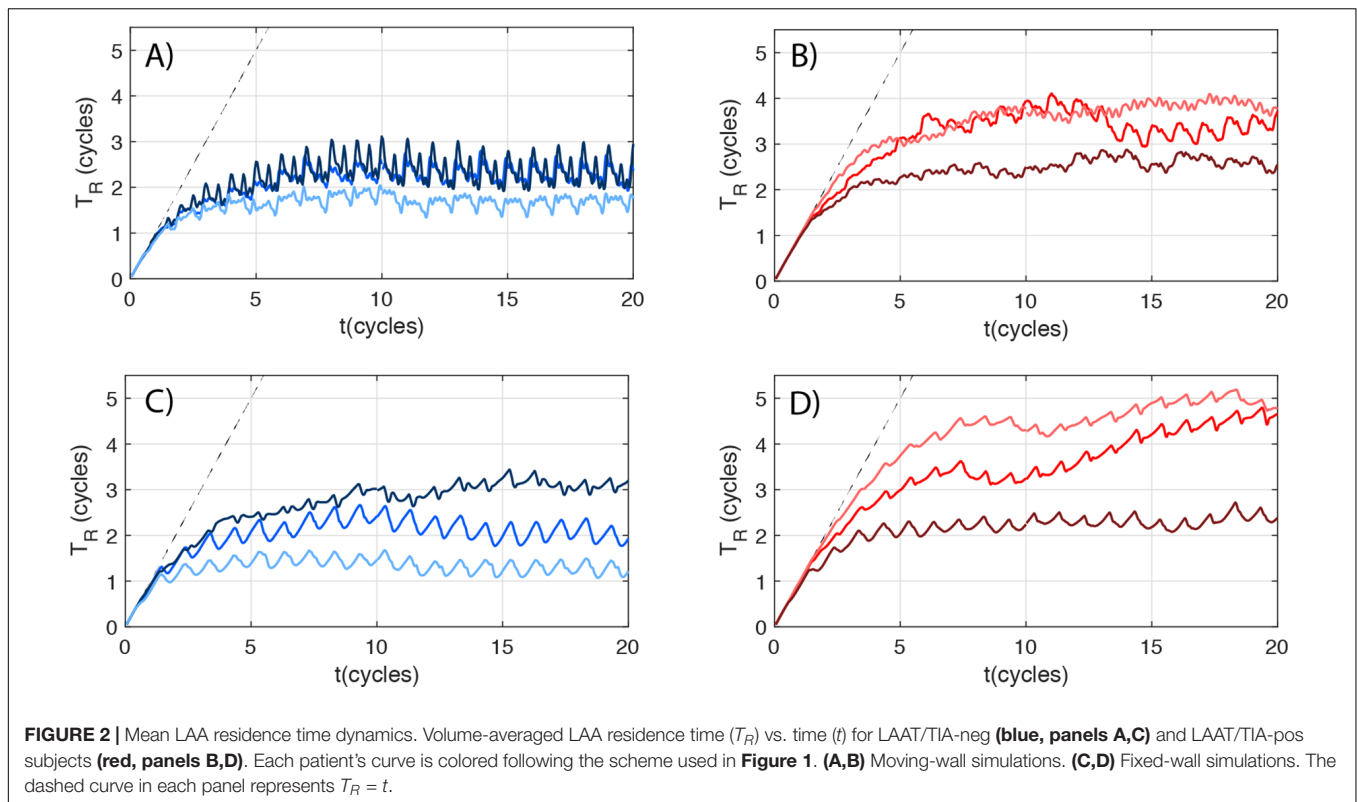 A)
5
4
3
2
1
0
T_R (cycles)
0 5 10 15 20
t(cycles)
B)
5
4
3
2
1
0
T_R (cycles)
0 5 10 15 20
t(cycles)
C)
5
4
3
2
1
0
T_R (cycles)
0 5 10 15 20
t(cycles)
D)
5
4
3
2
1
0
T_R (cycles)
0 5 10 15 20
t(cycles)
FIGURE 2 | Mean LAA residence time dynamics. Volume-averaged LAA residence time (T_R) vs. time (t) for LAAT/TIA-neg (blue, panels A,C) and LAAT/TIA-pos
subjects (red, panels B,D). Each patient's curve is colored following the scheme used in Figure 1. (A,B) Moving-wall simulations. (C,D) Fixed-wall simulations. The
dashed curve in each panel represents T_R = t.